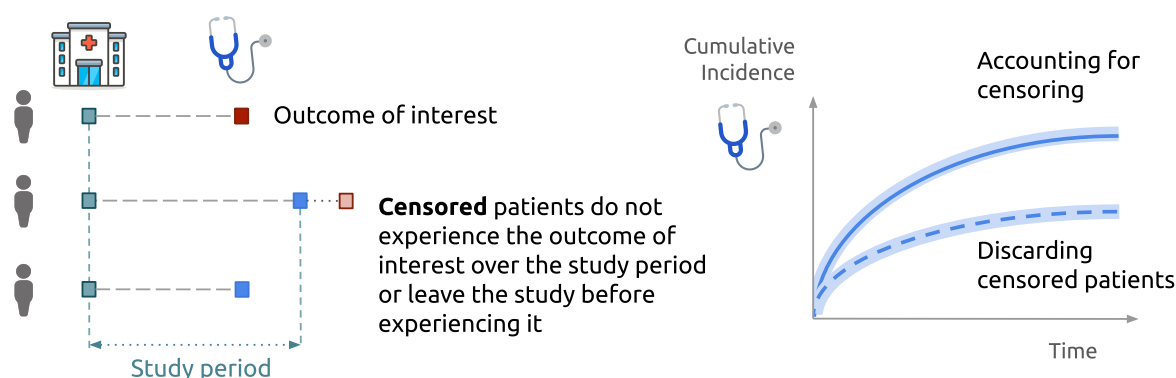 Outcome of interest
Censored patients do not
experience the outcome of
interest over the study period
or leave the study before
experiencing it
Study period
Cumulative
Incidence
Accounting for
censoring
Discarding
censored patients
Time